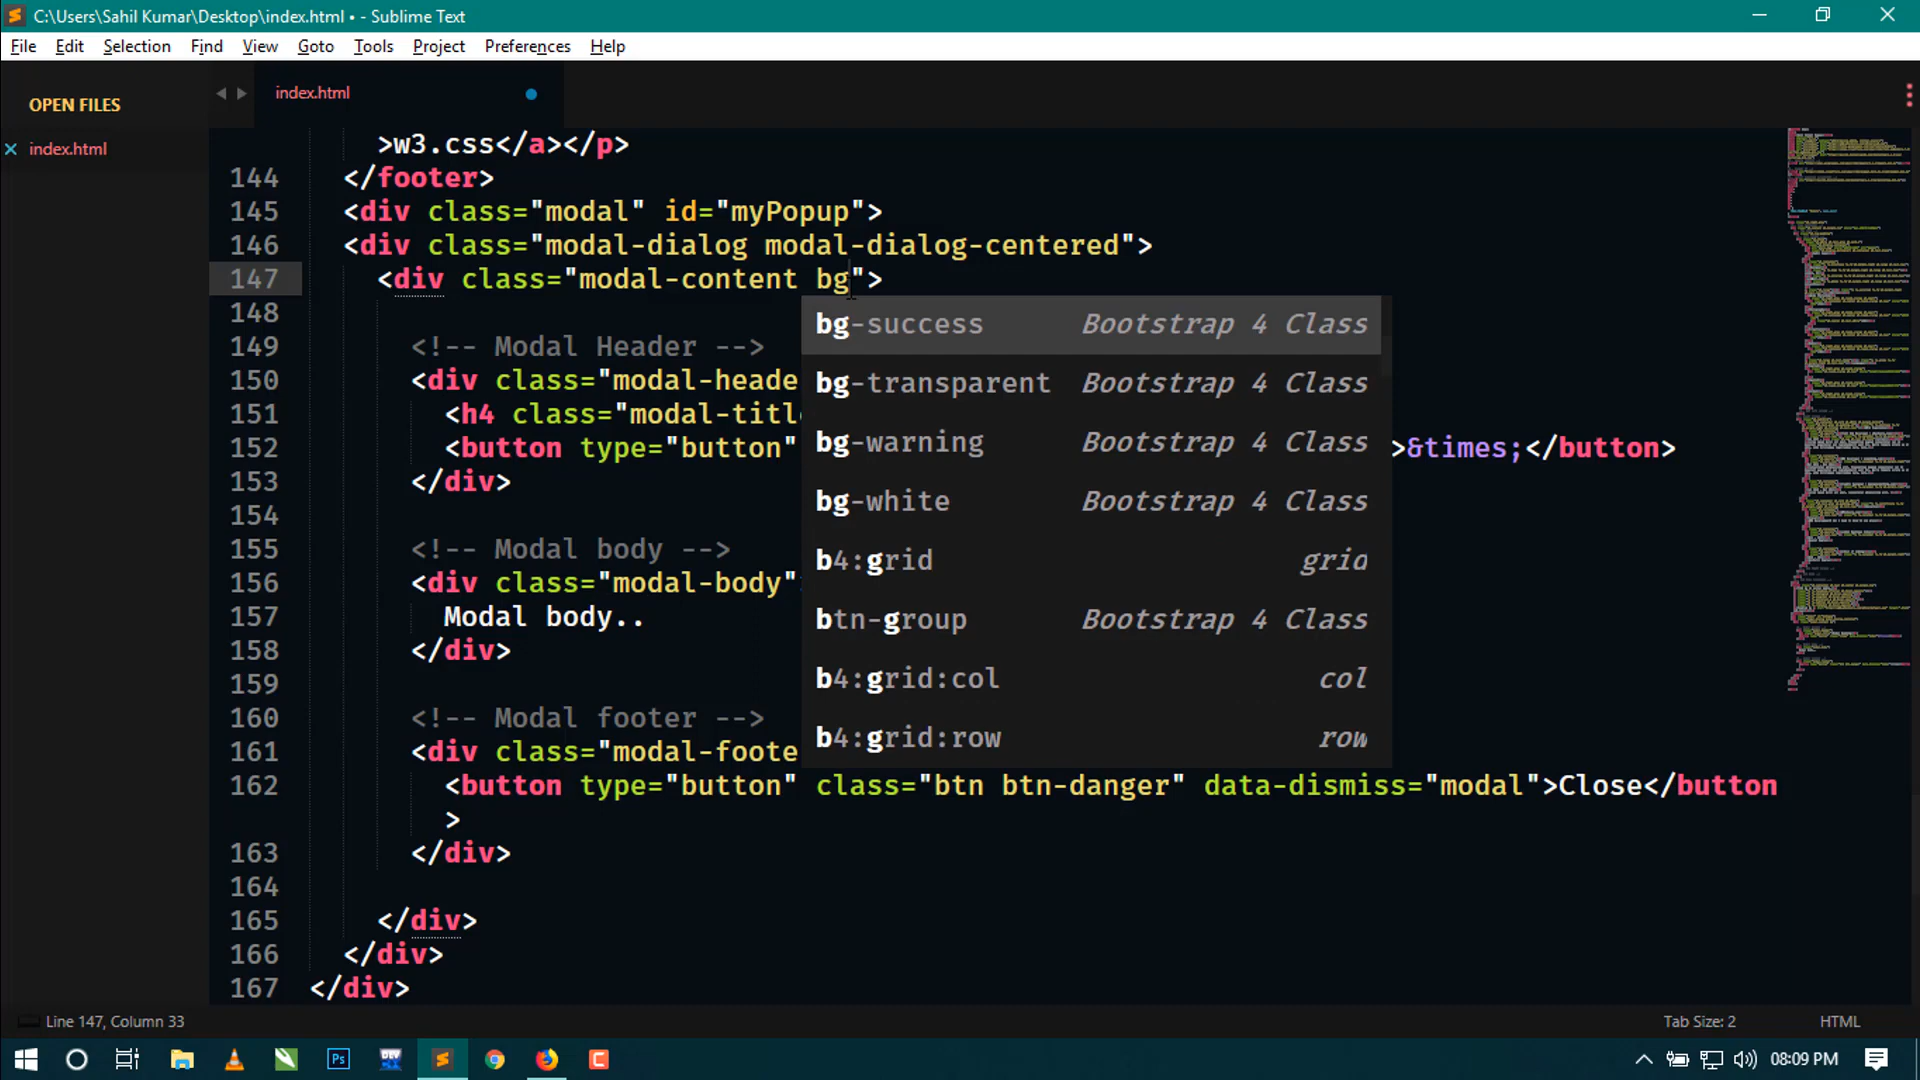 C:\Users\Sahil Kumar\Desktop\index.html • - Sublime Text
File Edit Selection Find View Goto Tools Project Preferences Help
OPEN FILES
index.html
index.html
>w3.css</a></p>
144 </footer>
145 <div class="modal" id="myPopup">
146 <div class="modal-dialog modal-dialog-centered">
147 <div class="modal-content bg">
148
149 <!-- Modal Header -->
150 <div class="modal-heade
151 <h4 class="modal-titl
152 <button type="button" >&times;</button>
153 </div>
154
155 <!-- Modal body -->
156 <div class="modal-body"
157 Modal body..
158 </div>
159
160 <!-- Modal footer -->
161 <div class="modal-foote
162 <button type="button" class="btn btn-danger" data-dismiss="modal">Close</button
>
163 </div>
164
165 </div>
166 </div>
167 </div>
bg-success Bootstrap 4 Class
bg-transparent Bootstrap 4 Class
bg-warning Bootstrap 4 Class
bg-white Bootstrap 4 Class
b4:grid grid
btn-group Bootstrap 4 Class
b4:grid:col col
b4:grid:row row
Line 147, Column 33
Tab Size: 2
HTML
Ps
08:09 PM